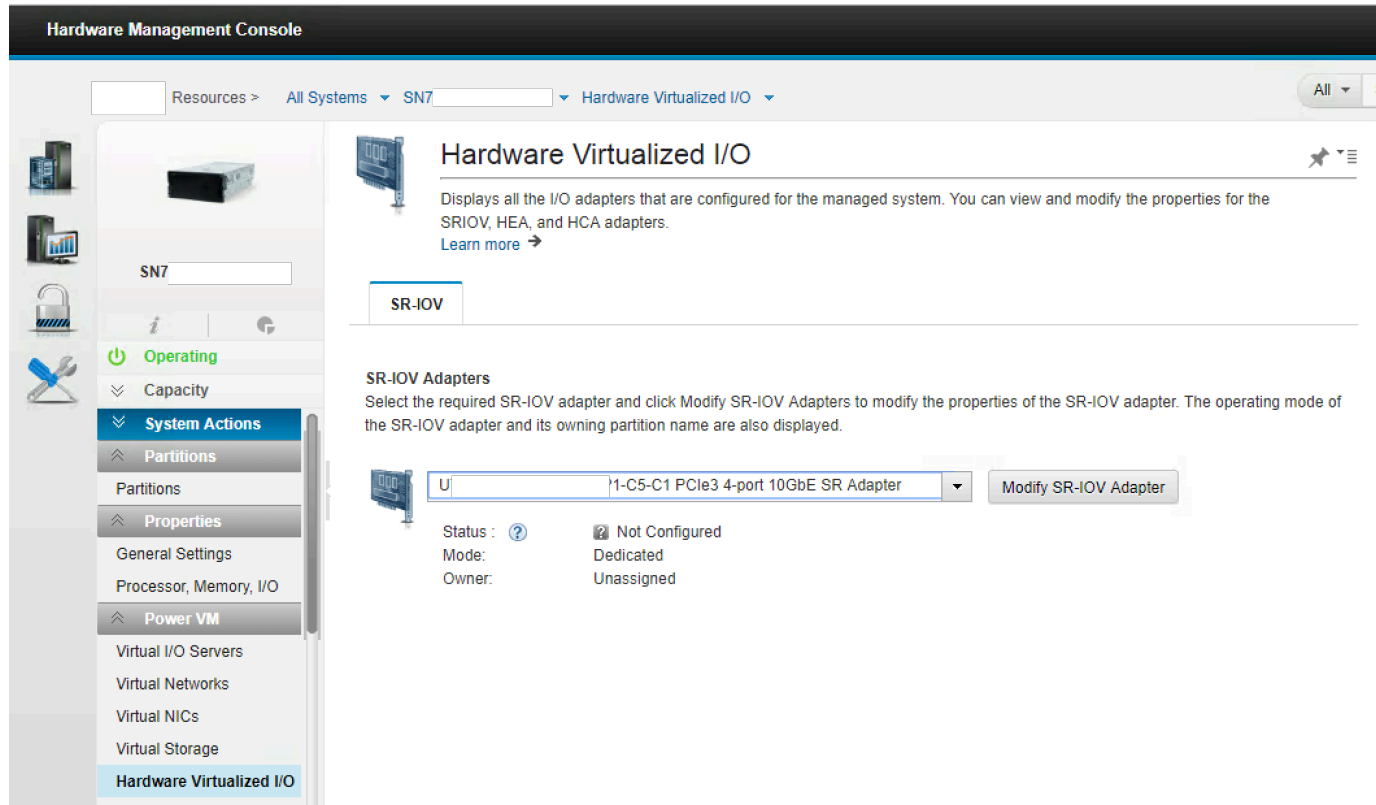 Hardware Management Console
Resources > All Systems SN7 Hardware Virtualized I/O
All
SN7
i
Operating
Capacity
System Actions
Partitions
Partitions
Properties
General Settings
Processor, Memory, I/O
Power VM
Virtual I/O Servers
Virtual Networks
Virtual NICs
Virtual Storage
Hardware Virtualized I/O
Hardware Virtualized I/O
Displays all the I/O adapters that are configured for the managed system. You can view and modify the properties for the
SRIOV, HEA, and HCA adapters.
Learn more
SR-IOV
SR-IOV Adapters
Select the required SR-IOV adapter and click Modify SR-IOV Adapters to modify the properties of the SR-IOV adapter. The operating mode of
the SR-IOV adapter and its owning partition name are also displayed.
U 1-C5-C1 PCIe3 4-port 10GbE SR Adapter
Modify SR-IOV Adapter
Status : ? ? Not Configured
Mode: Dedicated
Owner: Unassigned